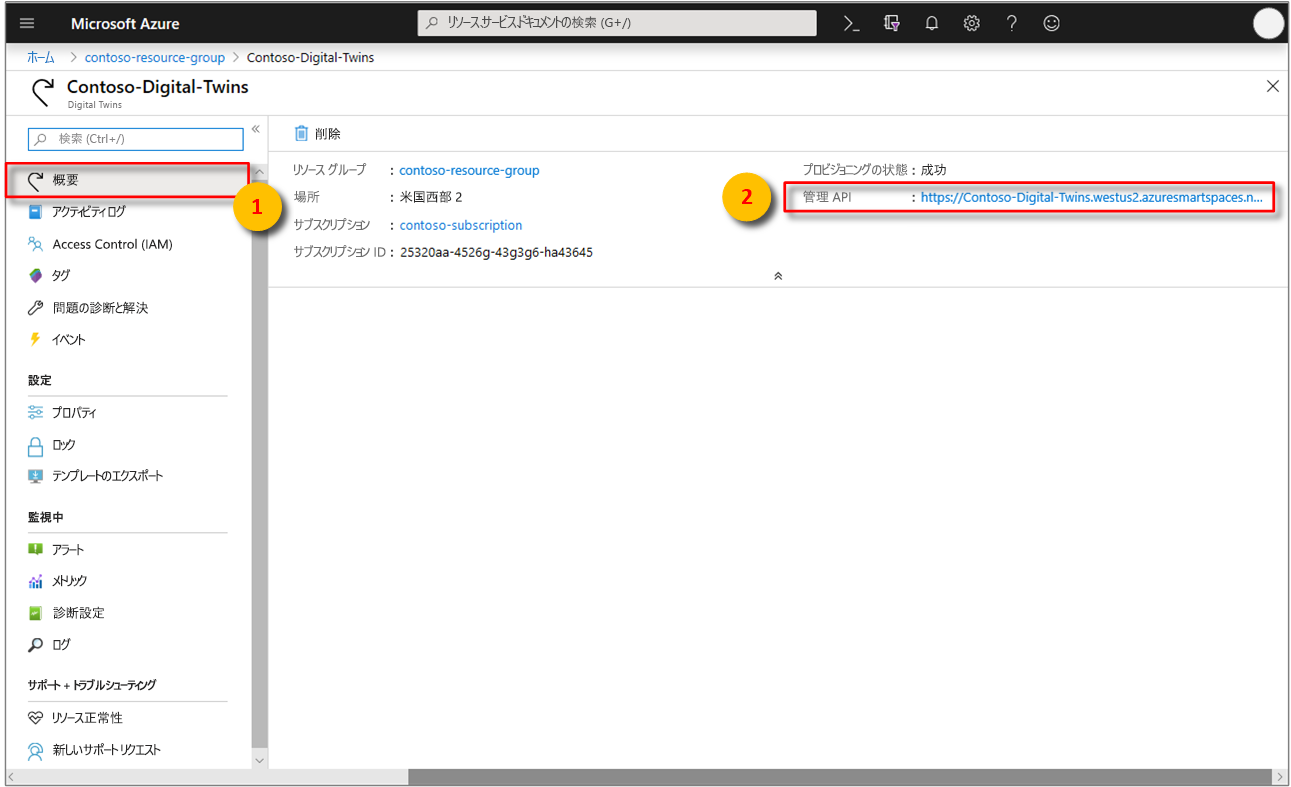 Microsoft Azure
リソースサービスドキュメントの検索 (G+/)
ホーム > contoso-resource-group > Contoso-Digital-Twins
Contoso-Digital-Twins
Digital Twins
検索 (Ctrl+/)
概要
1
アクティビティログ
Access Control (IAM)
タグ
問題の診断と解決
イベント
設定
プロパティ
ロック
テンプレートのエクスポート
監視中
アラート
メトリック
診断設定
ログ
サポート + トラブルシューティング
リソース正常性
新しいサポートリクエスト
削除
リソース グループ : contoso-resource-group
場所 : 米国西部 2
サブスクリプション : contoso-subscription
サブスクリプション ID : 25320aa-4526g-43g3g6-ha43645
プロビジョニングの状態 : 成功
2
管理 API : https://Contoso-Digital-Twins.westus2.azuresmartspaces.n...